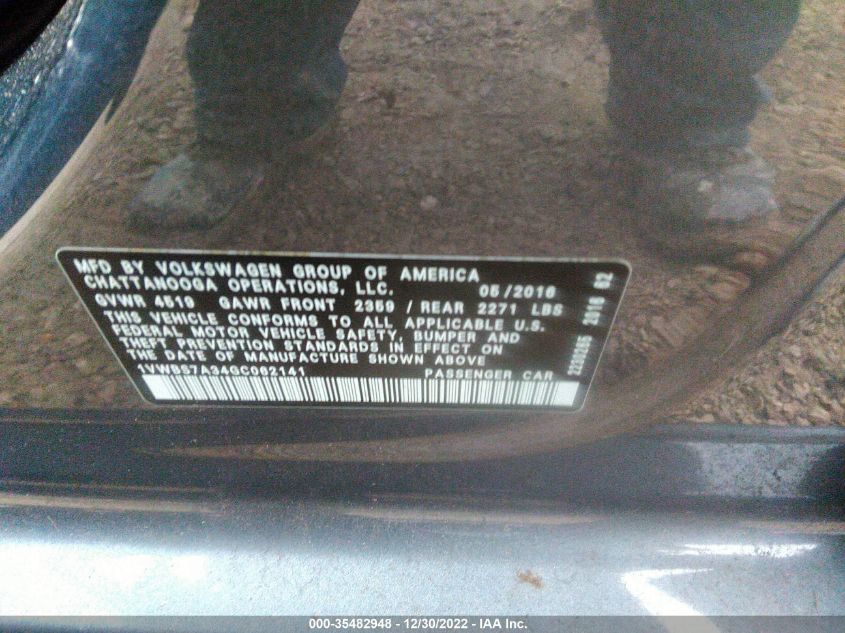 MFD BY VOLKSWAGEN GROUP OF AMERICA
CHATTANOOGA OPERATIONS, LLC. 05/2016
GVWR 4519 GAWR FRONT 2359 / REAR 2271 LBS
THIS VEHICLE CONFORMS TO ALL APPLICABLE U.S.
FEDERAL MOTOR VEHICLE SAFETY, BUMPER AND
THEFT PREVENTION STANDARDS IN EFFECT ON
THE DATE OF MANUFACTURE SHOWN ABOVE
1VWBS7A34GC062141 PASSENGER CAR
2016 62
000-35482948 - 12/30/2022 - IAA Inc.